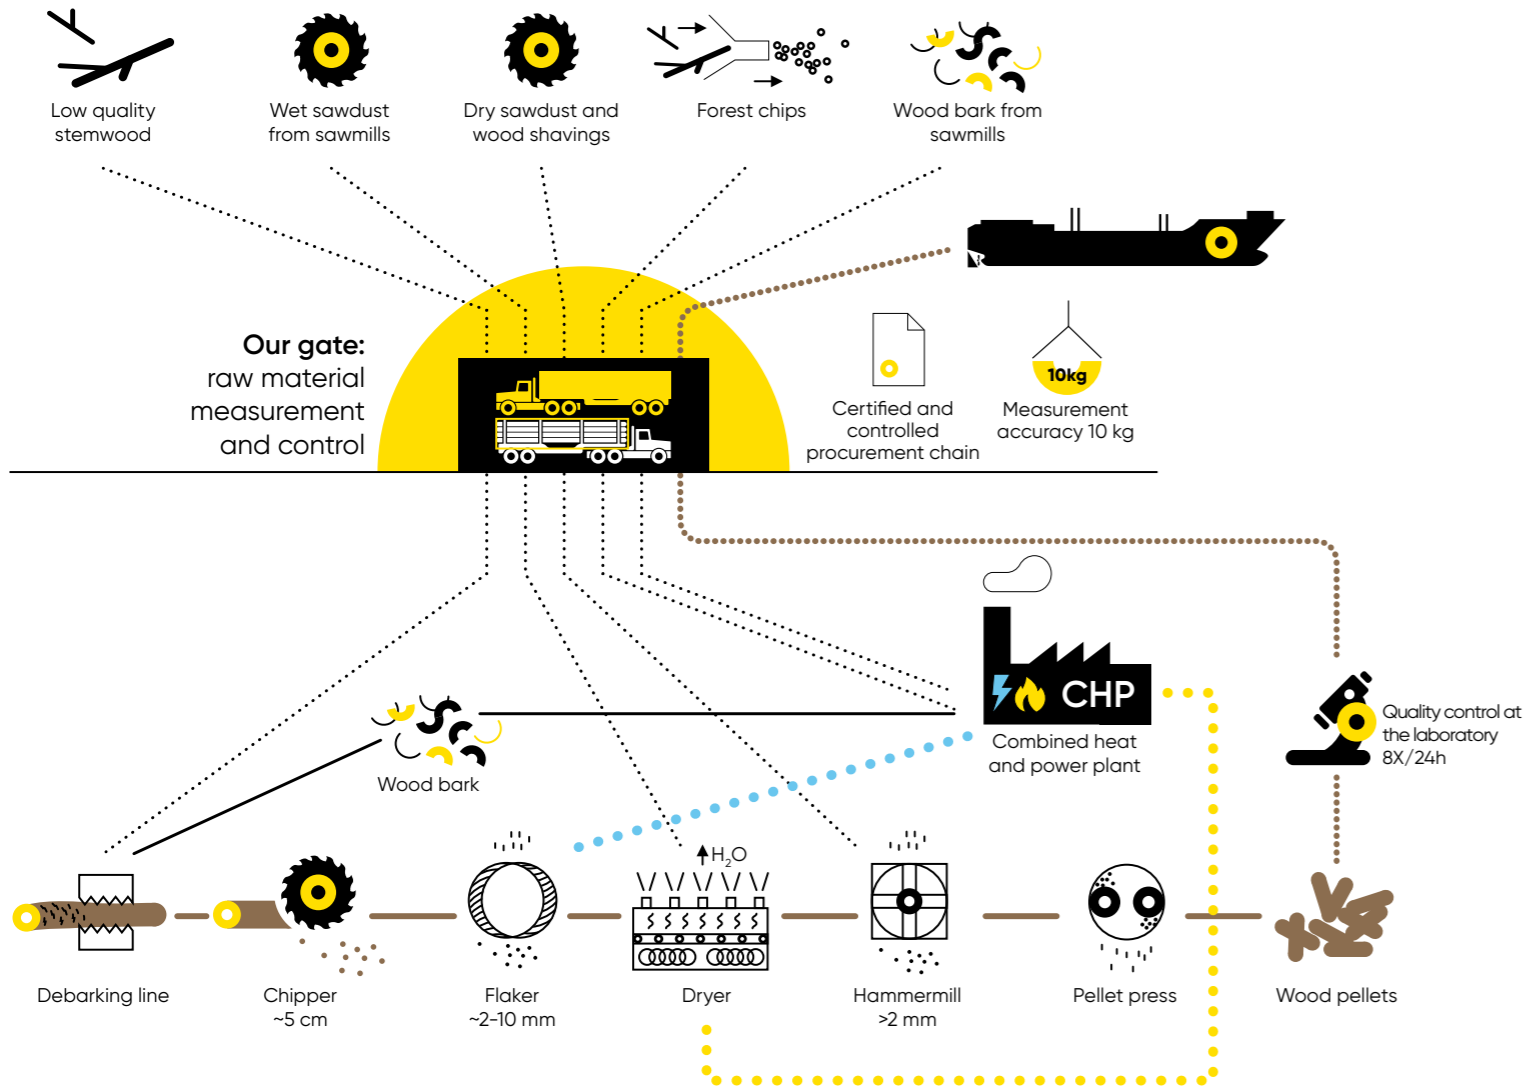 Low quality
stemwood
Wet sawdust
from sawmills
Dry sawdust and
wood shavings
Forest chips
Wood bark from
sawmills
Our gate:
raw material
measurement
and control
Certified and
controlled
procurement chain
10kg
Measurement
accuracy 10 kg
CHP
Combined heat
and power plant
Quality control at
the laboratory
8X/24h
Wood bark
H₂O
Debarking line
Chipper
~5 cm
Flaker
~2-10 mm
Dryer
Hammermill
>2 mm
Pellet press
Wood pellets